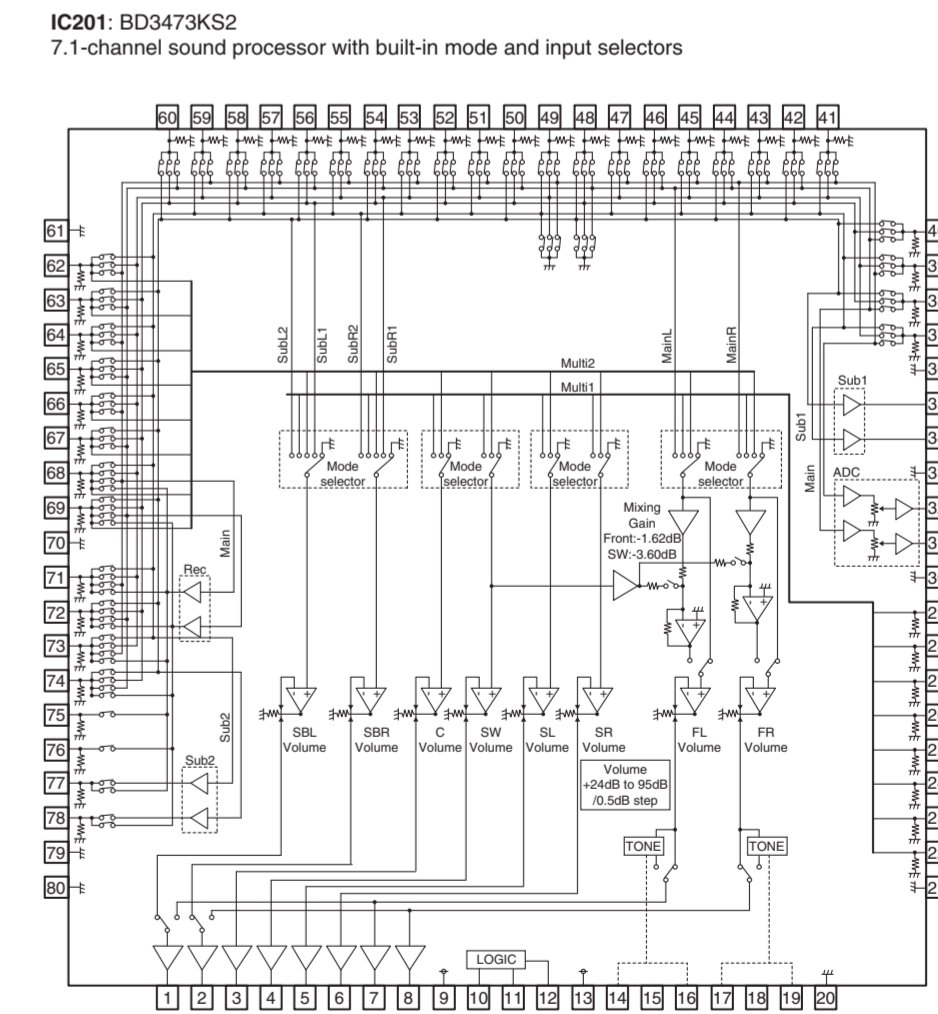 IC201: BD3473KS2
7.1-channel sound processor with built-in mode and input selectors
60 59 58 57 56 55 54 53 52 51 50 49 48 47 46 45 44 43 42 41
61
62
63
64
65
66
67
68
69
70
71
72
73
74
75
76
77
78
79
80
SubL2
SubL1
SubR2
SubR1
MainL
MainR
Multi2
Multi1
Mode
selector
Mode
selector
Mode
selector
Mode
selector
Sub1
Sub1
Main
ADC
Mixing
Gain
Front:-1.62dB
SW:-3.60dB
Main
Rec
Sub2
Sub2
SBL
Volume
SBR
Volume
C
Volume
SW
Volume
SL
Volume
SR
Volume
FL
Volume
FR
Volume
Volume
+24dB to 95dB
/0.5dB step
TONE
TONE
LOGIC
1 2 3 4 5 6 7 8 9 10 11 12 13 14 15 16 17 18 19 20